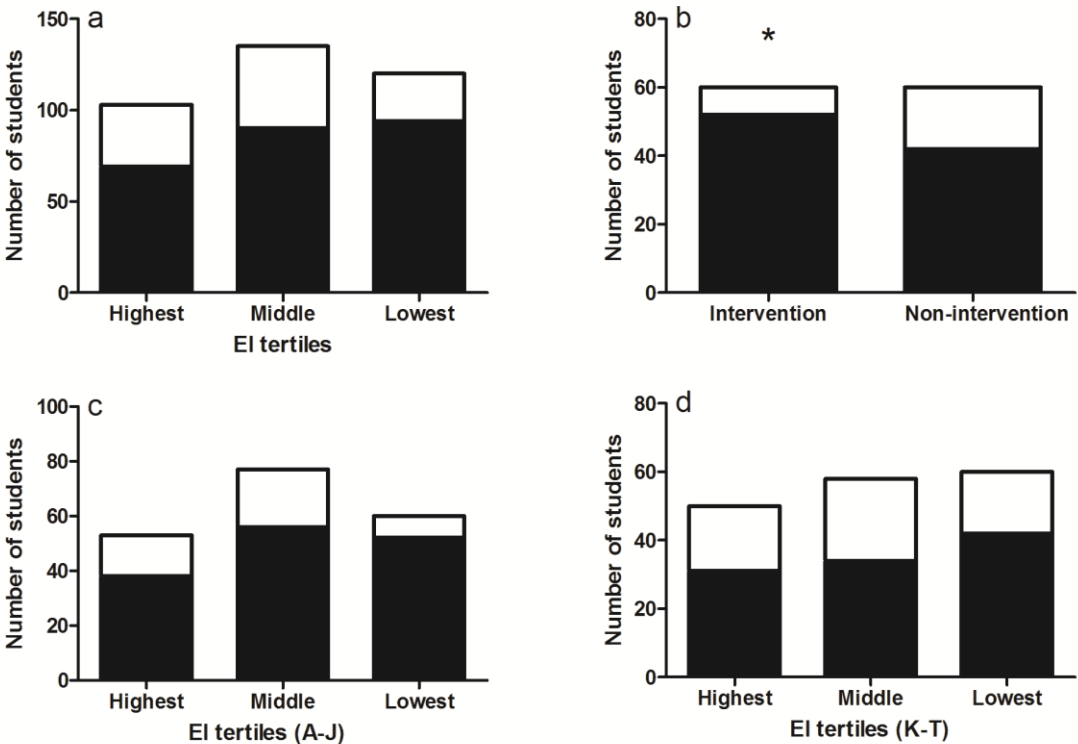 a
Number of students
150
100
50
0
Highest Middle Lowest
EI tertiles
b
Number of students
80
60
40
20
0
*
Intervention Non-intervention
c
Number of students
100
80
60
40
20
0
Highest Middle Lowest
EI tertiles (A-J)
d
Number of students
80
60
40
20
0
Highest Middle Lowest
EI tertiles (K-T)